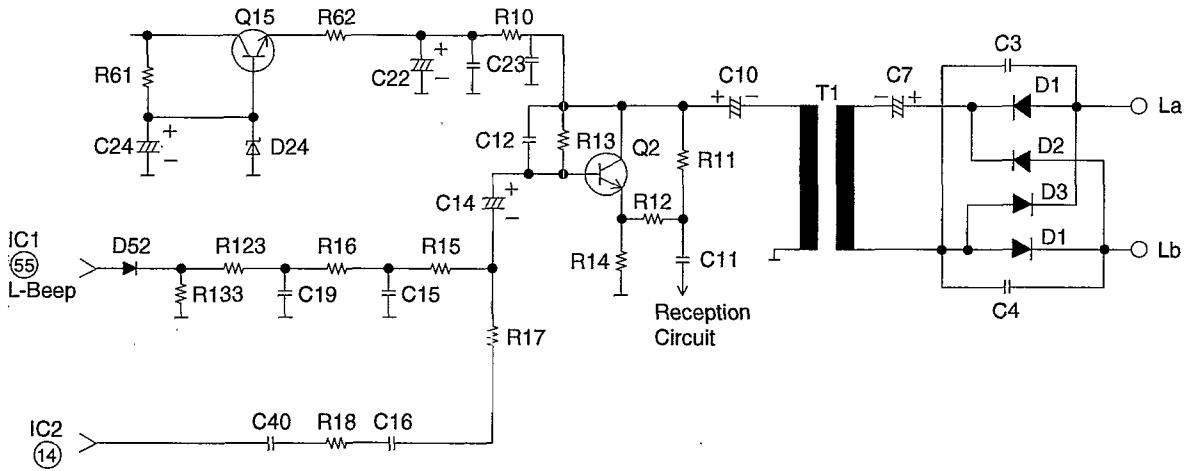 Q15
R62
R10
R61
C22
+
-
C23
C24
+
-
D24
C12
R13
Q2
C10
+ -
R11
T1
C7
- +
C3
D1
La
D2
D3
D1
Lb
C4
C14
+
-
R12
R14
C11
Reception
Circuit
IC1
55
L-Beep
D52
R123
R16
R15
R133
C19
C15
R17
IC2
14
C40
R18
C16